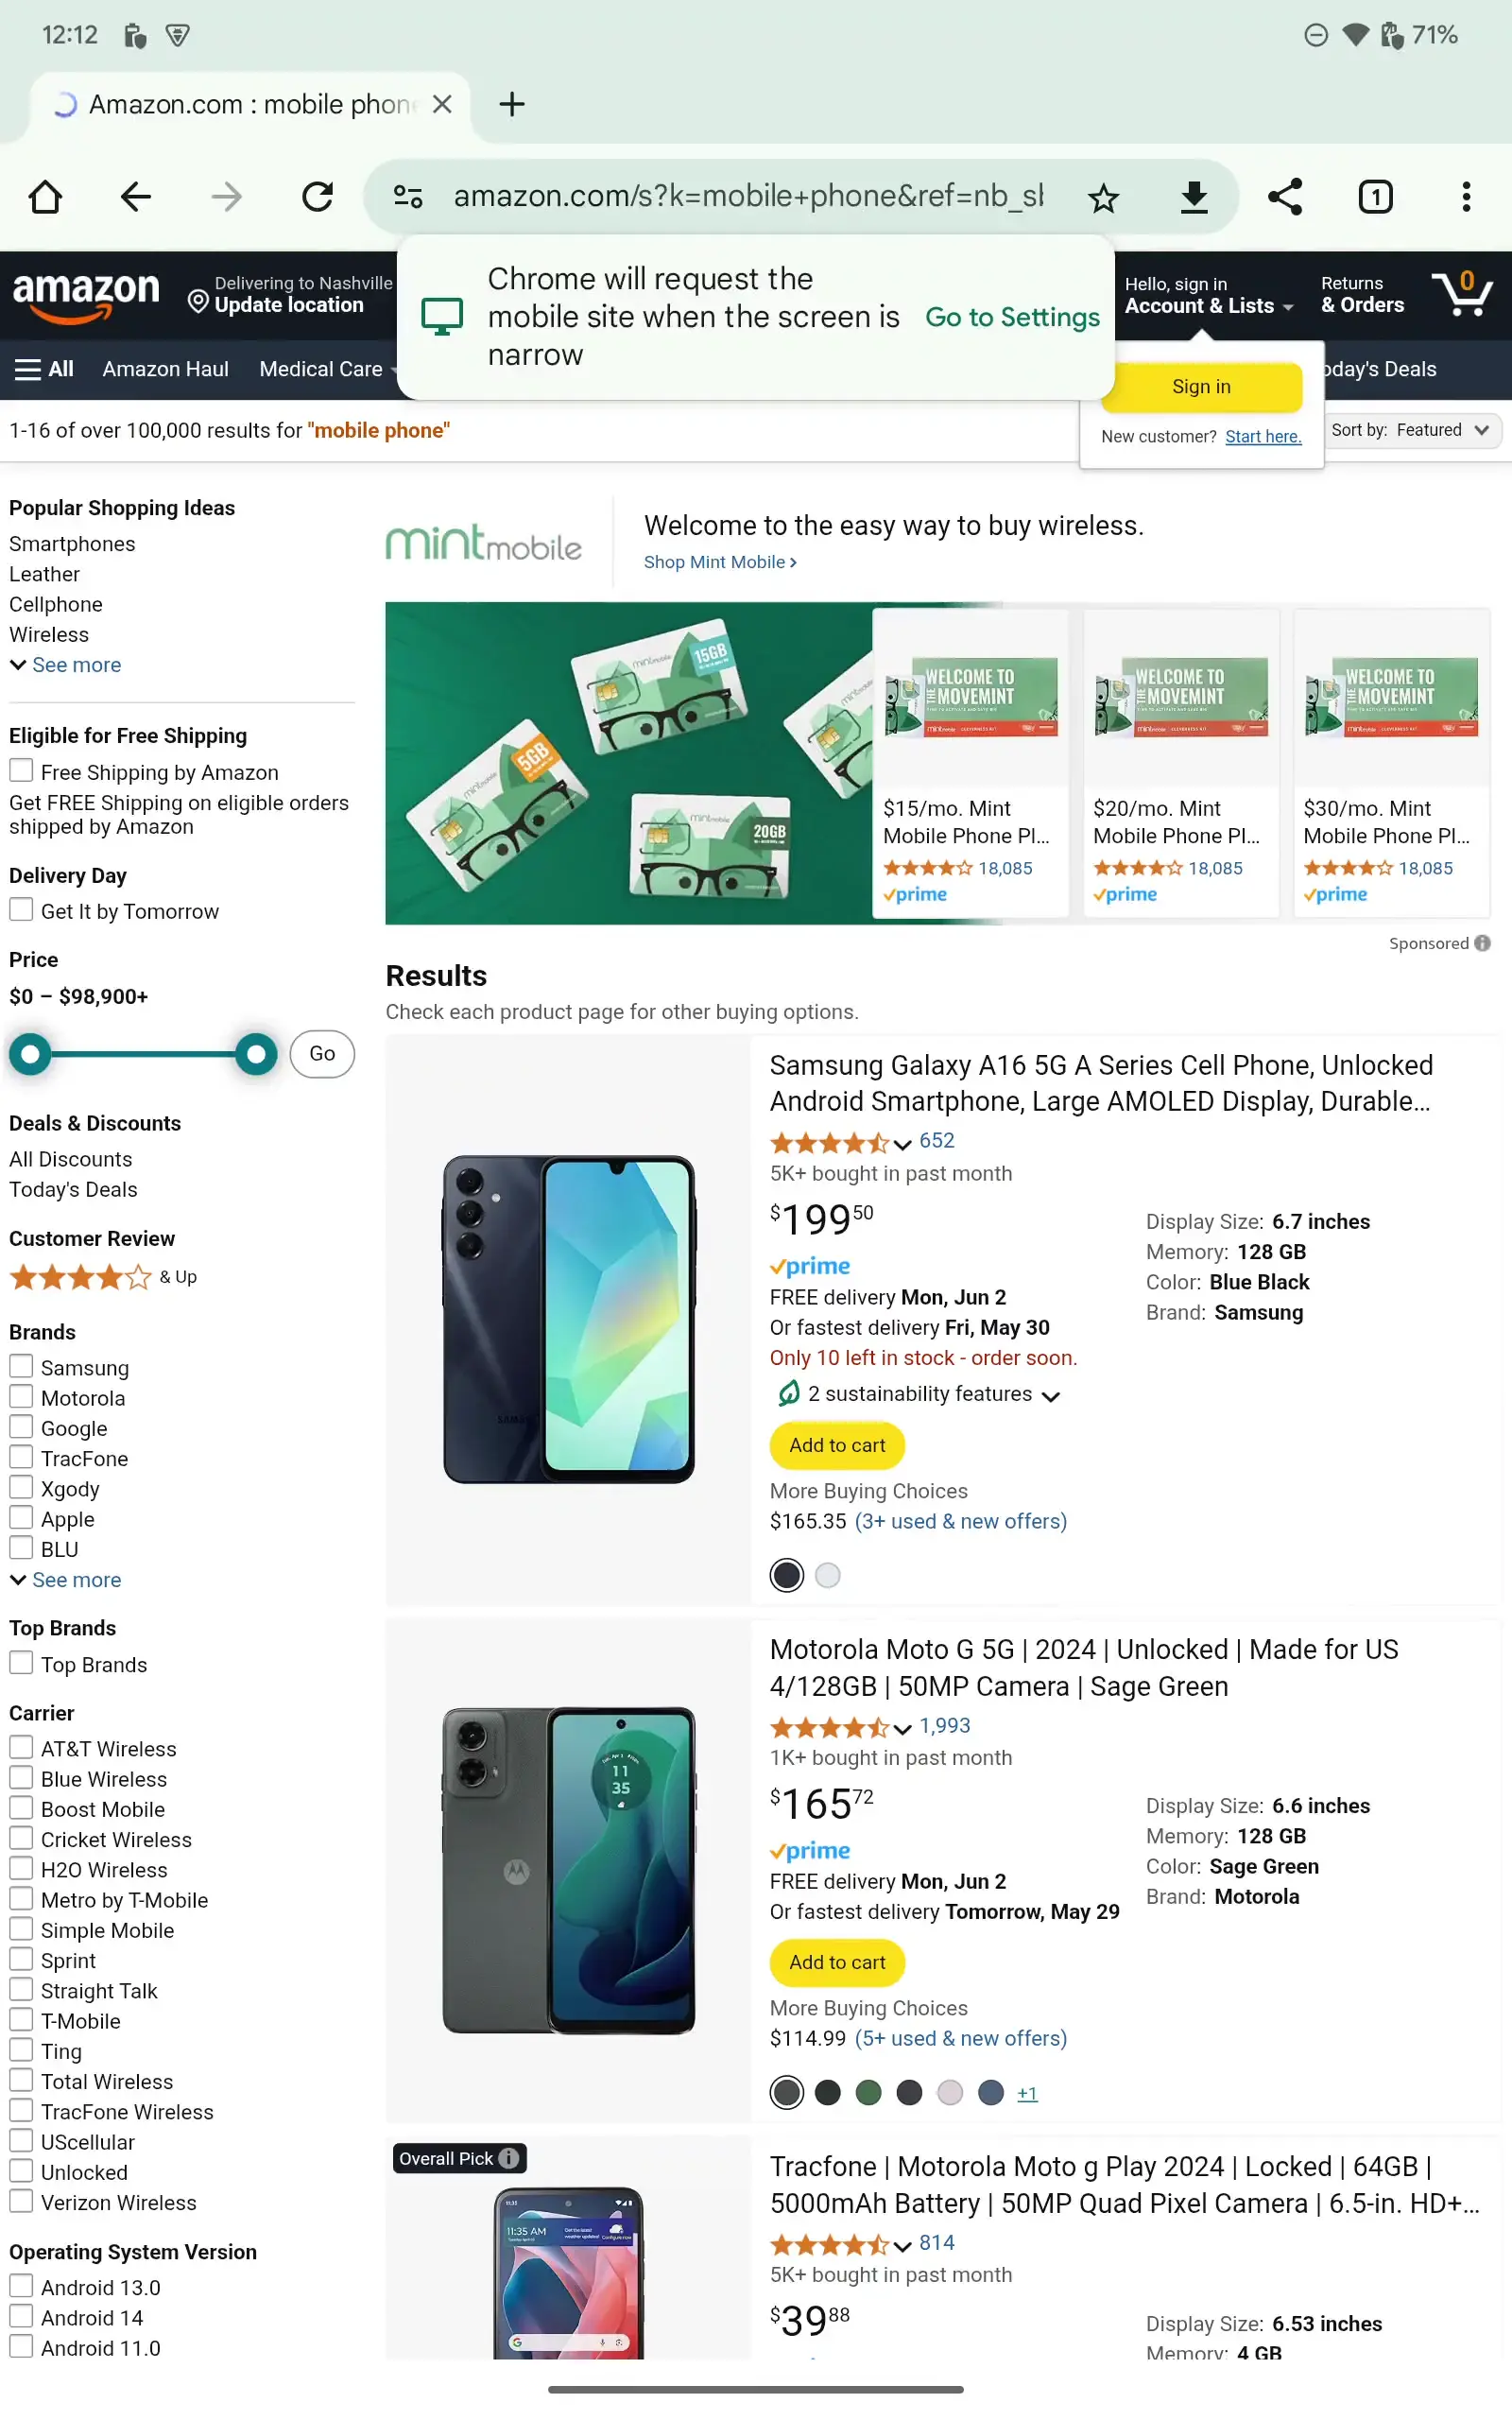 12:12
71%
Amazon.com : mobile phone
amazon.com/s?k=mobile+phone&ref=nb_sl
1
Chrome will request the
mobile site when the screen is
narrow
Go to Settings
amazon
Delivering to Nashville
Update location
Hello, sign in
Account & Lists
Returns
& Orders
0
All
Amazon Haul
Medical Care
oday's Deals
Sign in
New customer? Start here.
1-16 of over 100,000 results for "mobile phone"
Sort by: Featured
Popular Shopping Ideas
Smartphones
Leather
Cellphone
Wireless
See more
Eligible for Free Shipping
Free Shipping by Amazon
Get FREE Shipping on eligible orders
shipped by Amazon
Delivery Day
Get It by Tomorrow
Price
$0 – $98,900+
Go
Deals & Discounts
All Discounts
Today's Deals
Customer Review
& Up
Brands
Samsung
Motorola
Google
TracFone
Xgody
Apple
BLU
See more
Top Brands
Top Brands
Carrier
AT&T Wireless
Blue Wireless
Boost Mobile
Cricket Wireless
H2O Wireless
Metro by T-Mobile
Simple Mobile
Sprint
Straight Talk
T-Mobile
Ting
Total Wireless
TracFone Wireless
UScellular
Unlocked
Verizon Wireless
Operating System Version
Android 13.0
Android 14
Android 11.0
mintmobile
Welcome to the easy way to buy wireless.
Shop Mint Mobile ›
mintmobile
15GB
mintmobile
5GB
mintmobile
20GB
mint
WELCOME TO
THE MOVEMINT
$15/mo. Mint
Mobile Phone Pl...
18,085
prime
WELCOME TO
THE MOVEMINT
$20/mo. Mint
Mobile Phone Pl...
18,085
prime
WELCOME TO
THE MOVEMINT
$30/mo. Mint
Mobile Phone Pl...
18,085
prime
Sponsored
Results
Check each product page for other buying options.
Samsung Galaxy A16 5G A Series Cell Phone, Unlocked
Android Smartphone, Large AMOLED Display, Durable...
652
5K+ bought in past month
$199 50
prime
FREE delivery Mon, Jun 2
Or fastest delivery Fri, May 30
Only 10 left in stock - order soon.
2 sustainability features
Add to cart
More Buying Choices
$165.35 (3+ used & new offers)
Display Size: 6.7 inches
Memory: 128 GB
Color: Blue Black
Brand: Samsung
Motorola Moto G 5G | 2024 | Unlocked | Made for US
4/128GB | 50MP Camera | Sage Green
1,993
1K+ bought in past month
$165 72
prime
FREE delivery Mon, Jun 2
Or fastest delivery Tomorrow, May 29
Add to cart
More Buying Choices
$114.99 (5+ used & new offers)
+1
Display Size: 6.6 inches
Memory: 128 GB
Color: Sage Green
Brand: Motorola
11
35
Overall Pick
11:35 AM
Tracfone | Motorola Moto g Play 2024 | Locked | 64GB |
5000mAh Battery | 50MP Quad Pixel Camera | 6.5-in. HD+...
814
5K+ bought in past month
$39 88
Display Size: 6.53 inches
Memory: 4 GB